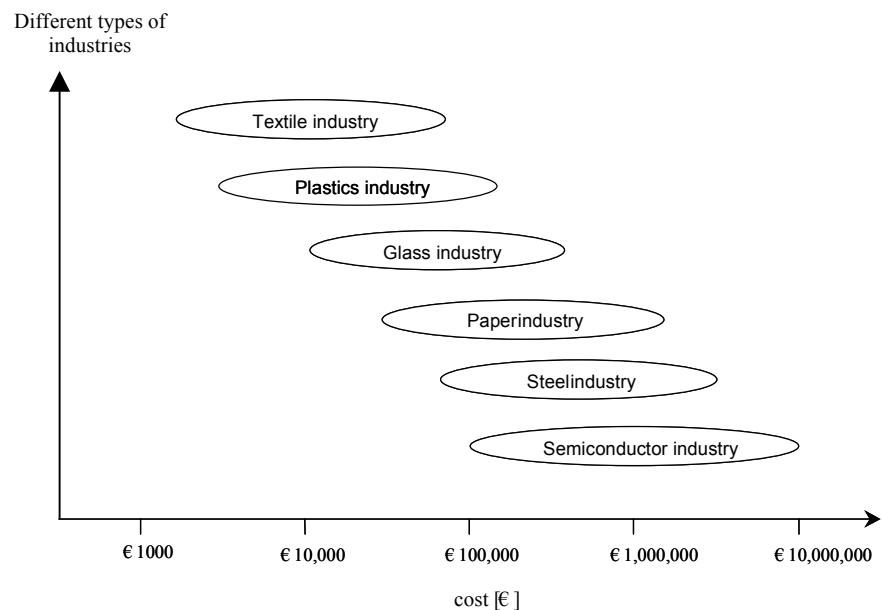 Different types of
industries
Textile industry
Plastics industry
Glass industry
Paperindustry
Steelindustry
Semiconductor industry
€ 1000
€ 10,000
€ 100,000
€ 1,000,000
€ 10,000,000
cost [€ ]